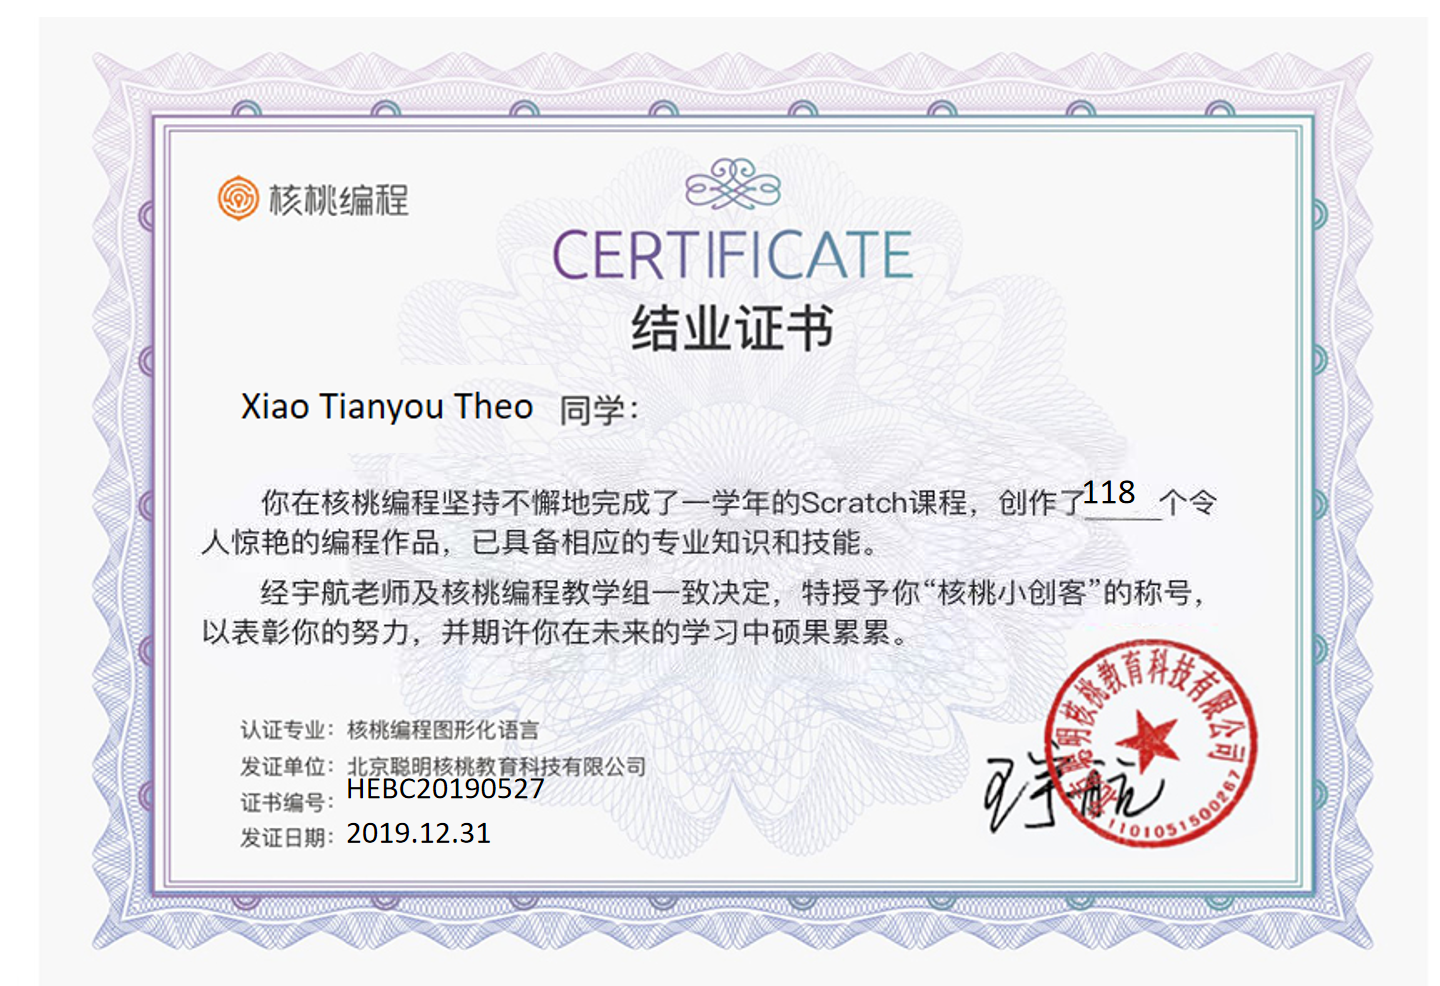 核桃编程
CERTIFICATE
结业证书
Xiao Tianyou Theo 同学：
你在核桃编程坚持不懈地完成了一学年的Scratch课程，创作了118个令
人惊艳的编程作品，已具备相应的专业知识和技能。
经宇航老师及核桃编程教学组一致决定，特授予你“核桃小创客”的称号，
以表彰你的努力，并期许你在未来的学习中硕果累累。
认证专业：核桃编程图形化语言
发证单位：北京聪明核桃教育科技有限公司
证书编号：HEBC20190527
发证日期：2019.12.31
宇航
北京聪明核桃教育科技有限公司
1101051500267